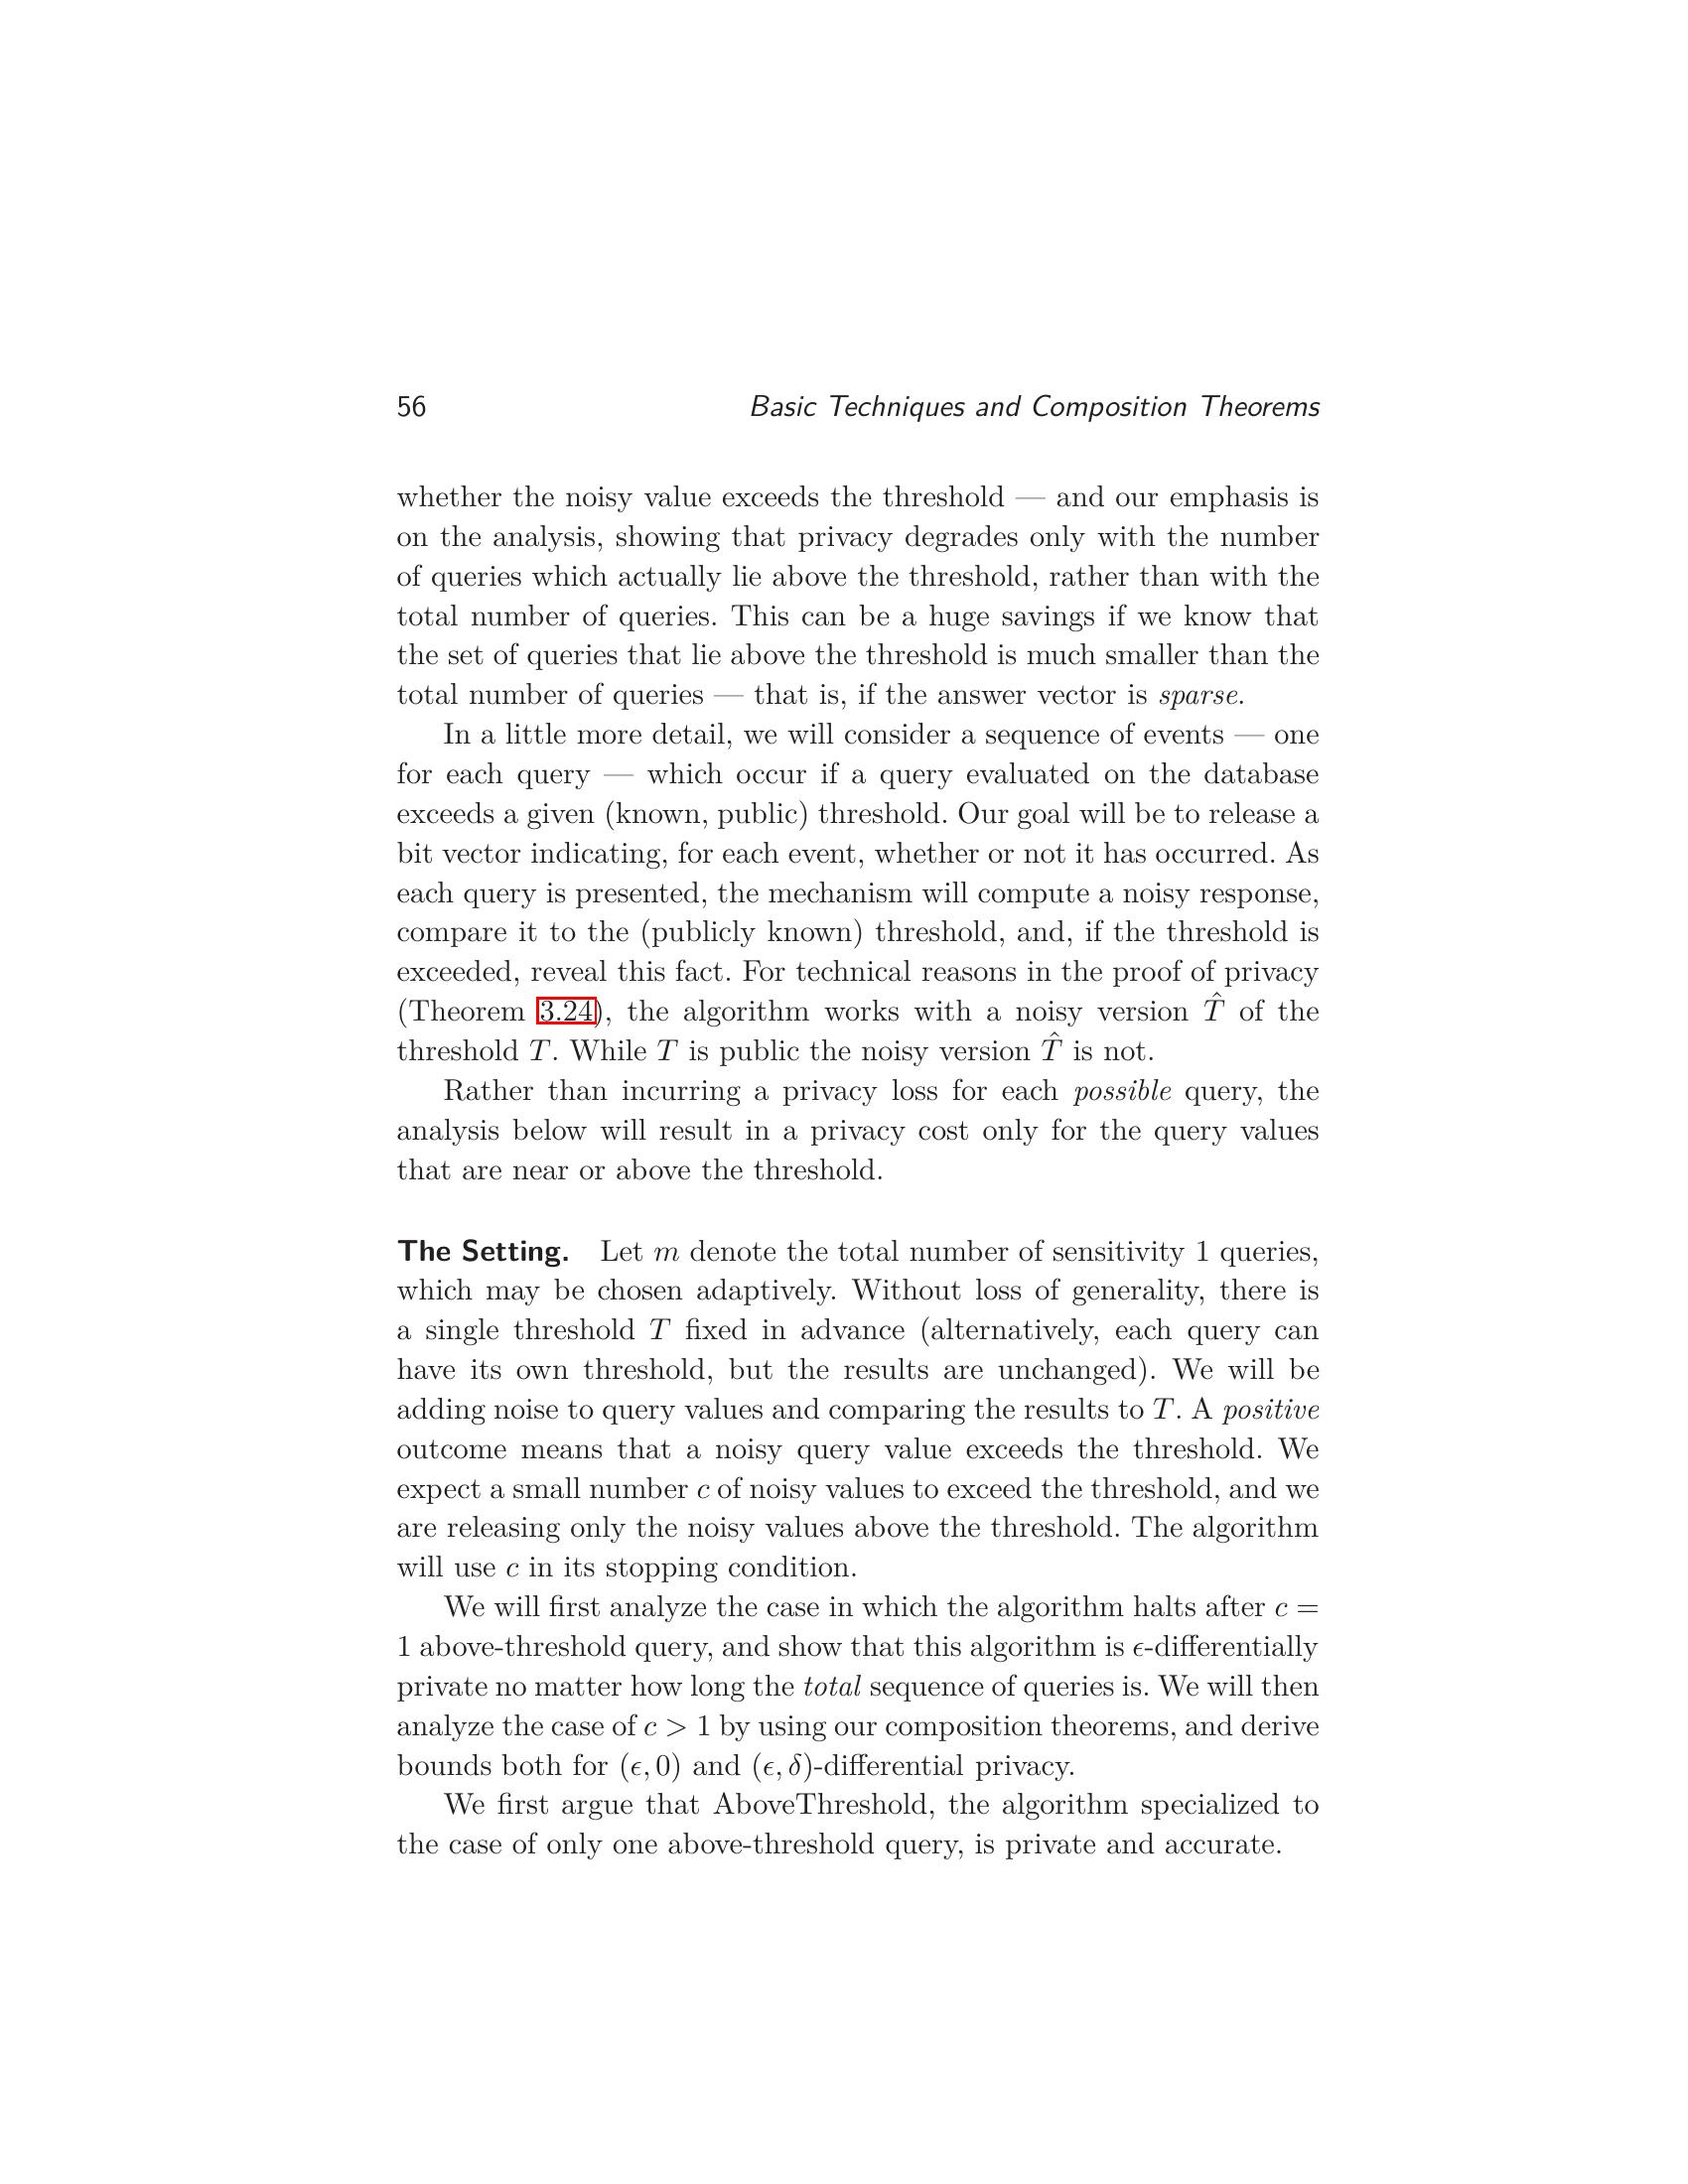 56 Basic Techniques and Composition Theorems
whether the noisy value exceeds the threshold — and our emphasis is
on the analysis, showing that privacy degrades only with the number
of queries which actually lie above the threshold, rather than with the
total number of queries. This can be a huge savings if we know that
the set of queries that lie above the threshold is much smaller than the
total number of queries — that is, if the answer vector is sparse.
In a little more detail, we will consider a sequence of events — one
for each query — which occur if a query evaluated on the database
exceeds a given (known, public) threshold. Our goal will be to release a
bit vector indicating, for each event, whether or not it has occurred. As
each query is presented, the mechanism will compute a noisy response,
compare it to the (publicly known) threshold, and, if the threshold is
exceeded, reveal this fact. For technical reasons in the proof of privacy
(Theorem 3.24), the algorithm works with a noisy version T̂ of the
threshold T. While T is public the noisy version T̂ is not.
Rather than incurring a privacy loss for each possible query, the
analysis below will result in a privacy cost only for the query values
that are near or above the threshold.
The Setting. Let m denote the total number of sensitivity 1 queries,
which may be chosen adaptively. Without loss of generality, there is
a single threshold T fixed in advance (alternatively, each query can
have its own threshold, but the results are unchanged). We will be
adding noise to query values and comparing the results to T. A positive
outcome means that a noisy query value exceeds the threshold. We
expect a small number c of noisy values to exceed the threshold, and we
are releasing only the noisy values above the threshold. The algorithm
will use c in its stopping condition.
We will first analyze the case in which the algorithm halts after c =
1 above-threshold query, and show that this algorithm is ϵ-differentially
private no matter how long the total sequence of queries is. We will then
analyze the case of c > 1 by using our composition theorems, and derive
bounds both for (ϵ, 0) and (ϵ, δ)-differential privacy.
We first argue that AboveThreshold, the algorithm specialized to
the case of only one above-threshold query, is private and accurate.